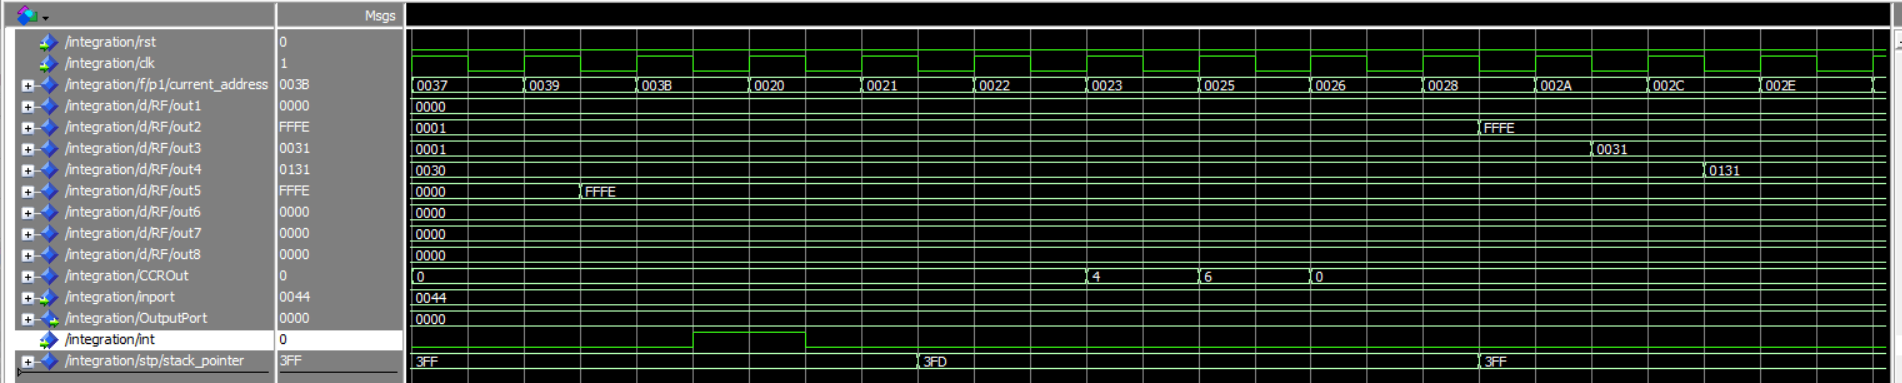 Msgs
/integration/rst 0
/integration/clk 1
/integration/f/p1/current_address 003B 0037 0039 003B 0020 0021 0022 0023 0025 0026 0028 002A 002C 002E
/integration/d/RF/out1 0000 0000
/integration/d/RF/out2 FFFE 0001 FFFE
/integration/d/RF/out3 0031 0001 0031
/integration/d/RF/out4 0131 0030 0131
/integration/d/RF/out5 FFFE 0000 FFFE
/integration/d/RF/out6 0000 0000
/integration/d/RF/out7 0000 0000
/integration/d/RF/out8 0000 0000
/integration/CCROut 0 0 4 6 0
/integration/inport 0044 0044
/integration/OutputPort 0000 0000
/integration/int 0
/integration/stp/stack_pointer 3FF 3FF 3FD 3FF